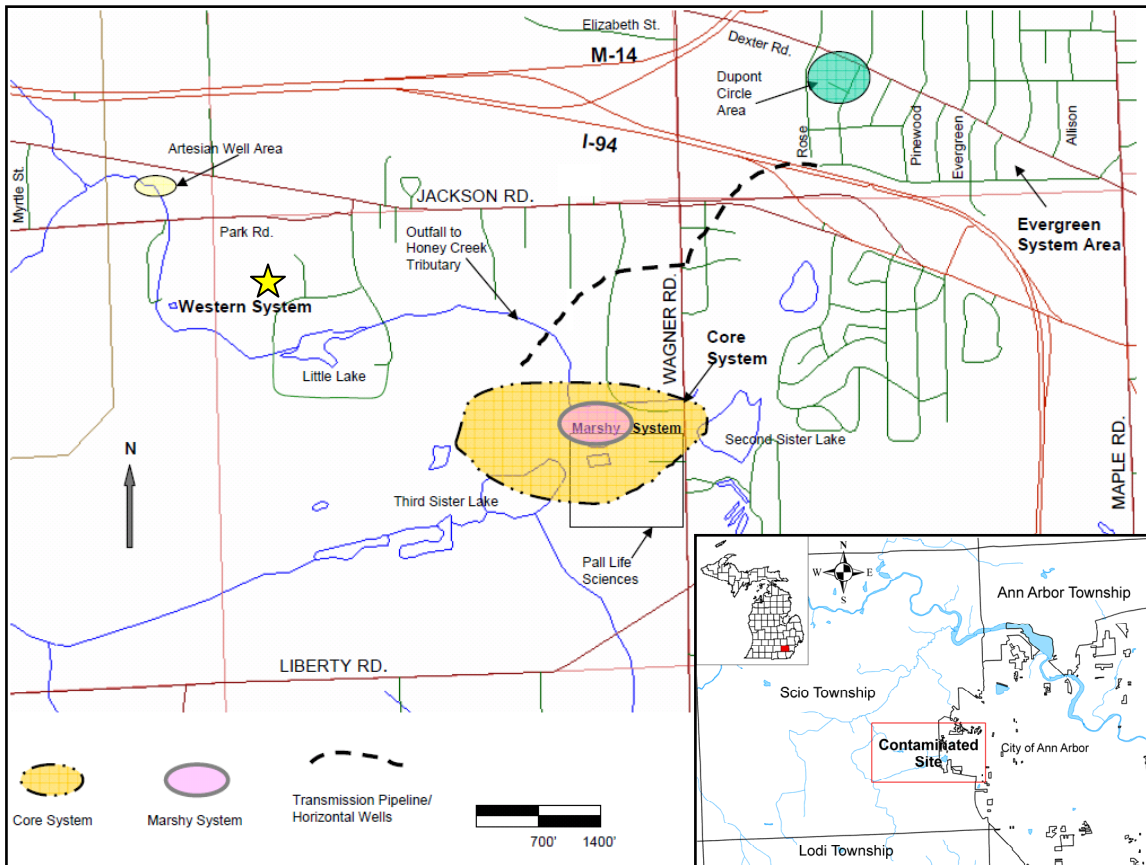 Elizabeth St.
M-14
Dexter Rd.
Dupont
Circle
Area
I-94
Rose
Pinewood
Evergreen
Allison
Artesian Well Area
Myrtle St.
JACKSON RD.
Park Rd.
Outfall to
Honey Creek
Tributary
Evergreen
System Area
Western System
WAGNER RD.
Core
System
Little Lake
Marshy System
Second Sister Lake
MAPLE RD.
N
Third Sister Lake
Pall Life
Sciences
LIBERTY RD.
Core System
Marshy System
Transmission Pipeline/
Horizontal Wells
700'
1400'
N
W
E
S
Ann Arbor Township
Scio Township
Contaminated
Site
City of Ann Arbor
Lodi Township